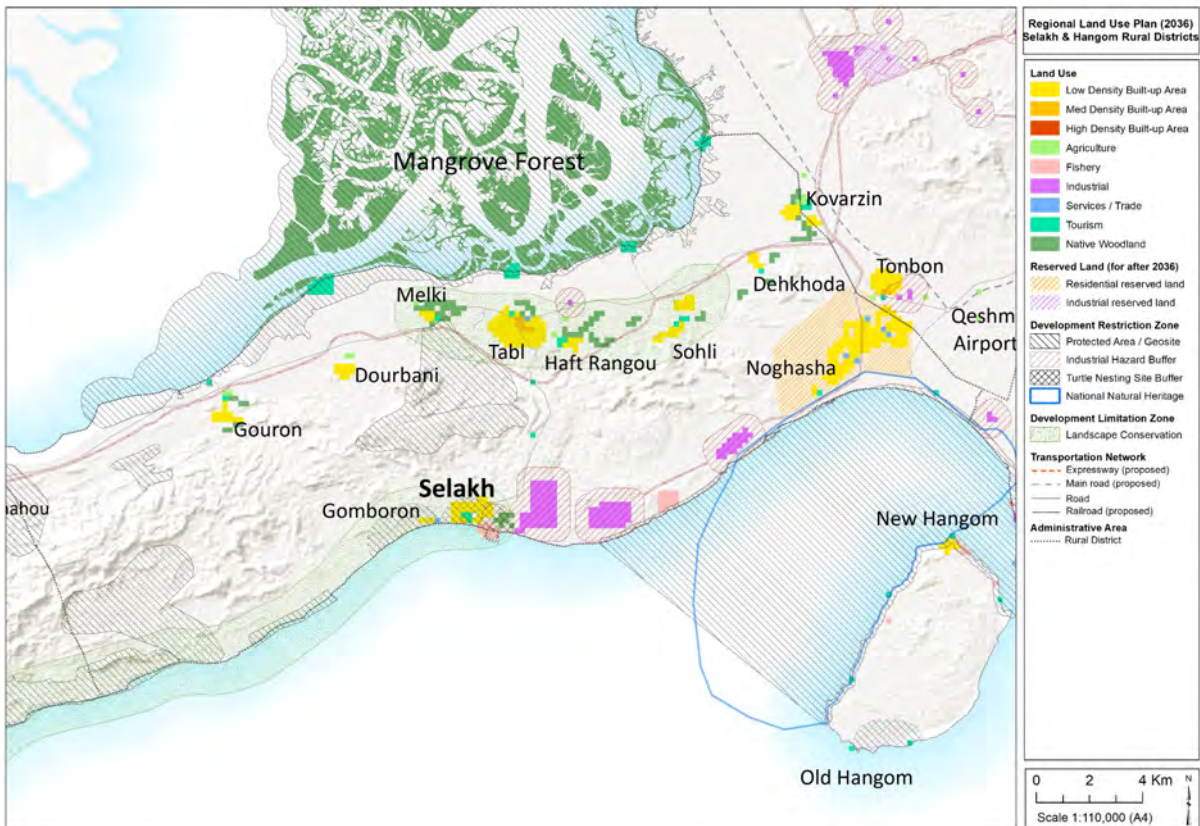 Regional Land Use Plan (2036)
Selakh & Hangom Rural Districts
Land Use
Low Density Built-up Area
Med Density Built-up Area
High Density Built-up Area
Agriculture
Fishery
Industrial
Services / Trade
Tourism
Native Woodland
Reserved Land (for after 2036)
Residential reserved land
Industrial reserved land
Development Restriction Zone
Protected Area / Geosite
Industrial Hazard Buffer
Turtle Nesting Site Buffer
National Natural Heritage
Development Limitation Zone
Landscape Conservation
Transportation Network
Expressway (proposed)
Main road (proposed)
Road
Railroad (proposed)
Administrative Area
Rural District
0 2 4 Km
N
Scale 1:110,000 (A4)
Mangrove Forest
Kovarzin
Dehkhoda
Tonbon
Melki
Qeshm
Airport
Tabl
Haft Rangou
Sohli
Noghasha
Dourbani
Gouron
Selakh
Gomboron
nahou
New Hangom
Old Hangom